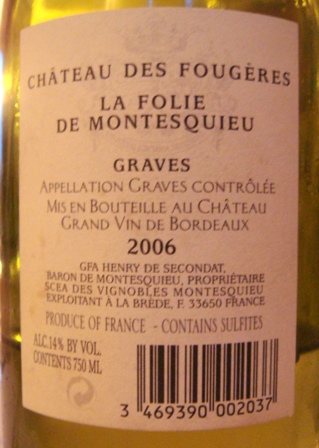 CHÂTEAU DES FOUGÈRES
LA FOLIE
DE MONTESQUIEU
GRAVES
APPELLATION GRAVES CONTRÔLÉE
MIS EN BOUTEILLE AU CHÂTEAU
GRAND VIN DE BORDEAUX
2006
GFA HENRY DE SECONDAT,
BARON DE MONTESQUIEU, PROPRIÉTAIRE
SCEA DES VIGNOBLES MONTESQUIEU
EXPLOITANT À LA BRÈDE, F. 33650 FRANCE
PRODUCE OF FRANCE - CONTAINS SULFITES
ALC.14% BY VOL.
CONTENTS 750 ML
3 469390 002037